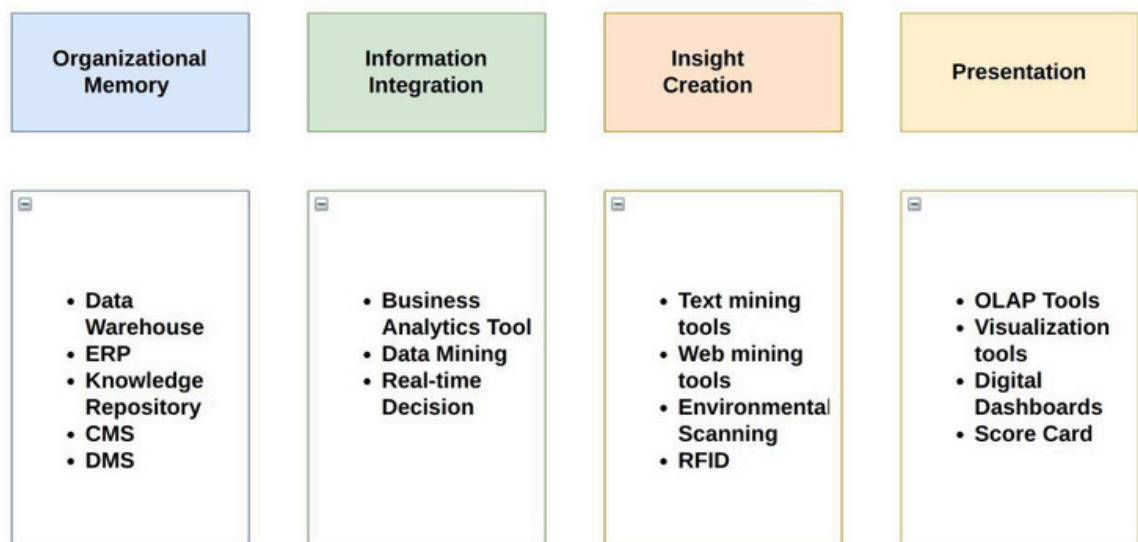 Organizational
Memory
Information
Integration
Insight
Creation
Presentation
• Data
Warehouse
• ERP
• Knowledge
Repository
• CMS
• DMS
• Business
Analytics Tool
• Data Mining
• Real-time
Decision
• Text mining
tools
• Web mining
tools
• Environmental
Scanning
• RFID
• OLAP Tools
• Visualization
tools
• Digital
Dashboards
• Score Card